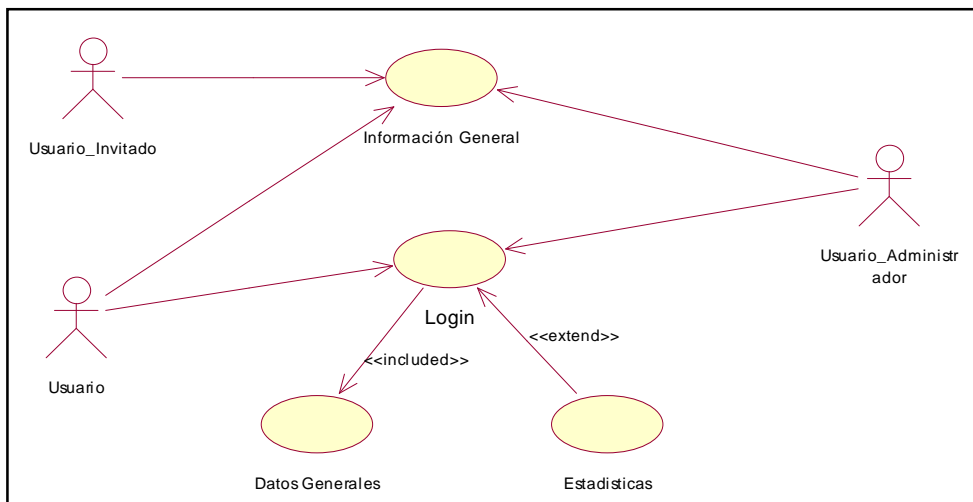 Usuario_Invitado
Información General
Usuario_Administr
ador
Login
<<extend>>
<<included>>
Usuario
Datos Generales
Estadisticas